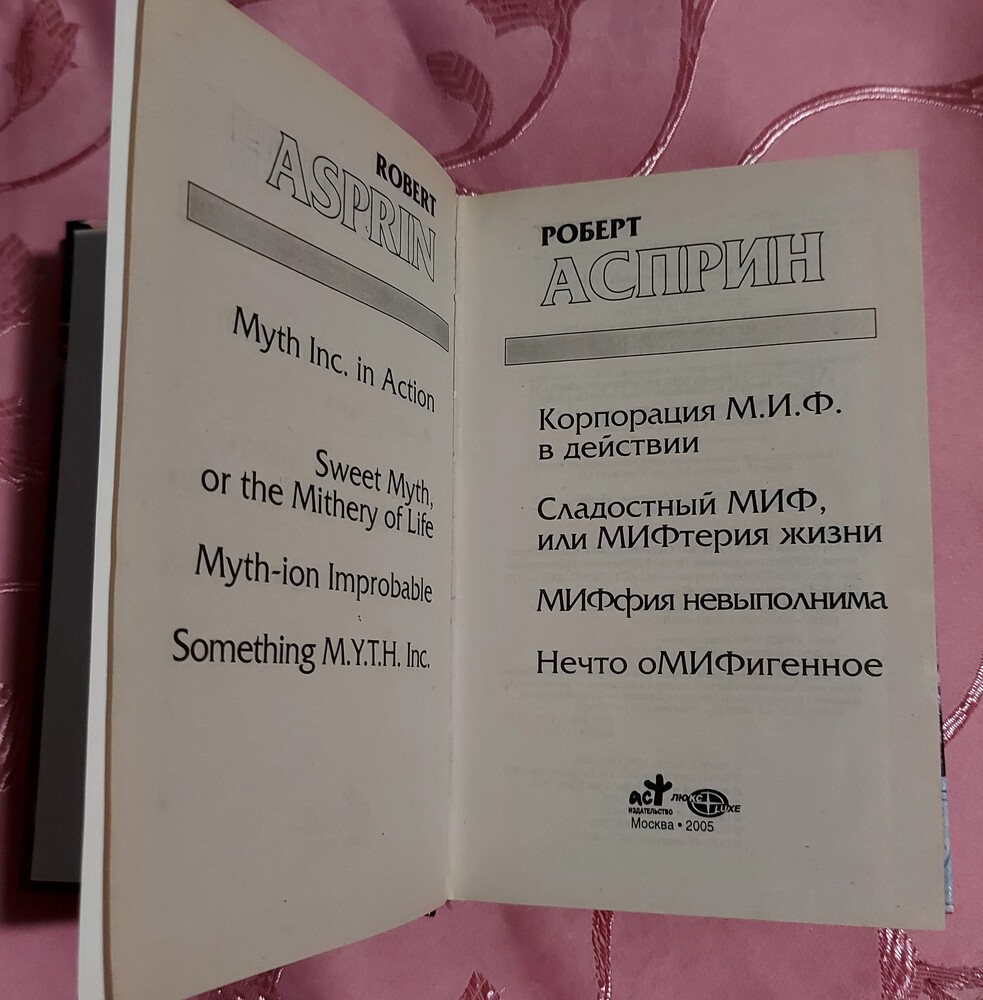 ROBERT
ASPRIN
Myth Inc. in Action
Sweet Myth,
or the Mithery of Life
Myth-ion Improbable
Something M.Y.T.H. Inc.
РОБЕРТ
АСПРИН
Корпорация М.И.Ф.
в действии
Сладостный МИФ,
или МИФтерия жизни
МИФфия невыполнима
Нечто оМИФигенное
аст
ИЗДАТЕЛЬСТВО
ЛЮКС
LUXE
Москва • 2005